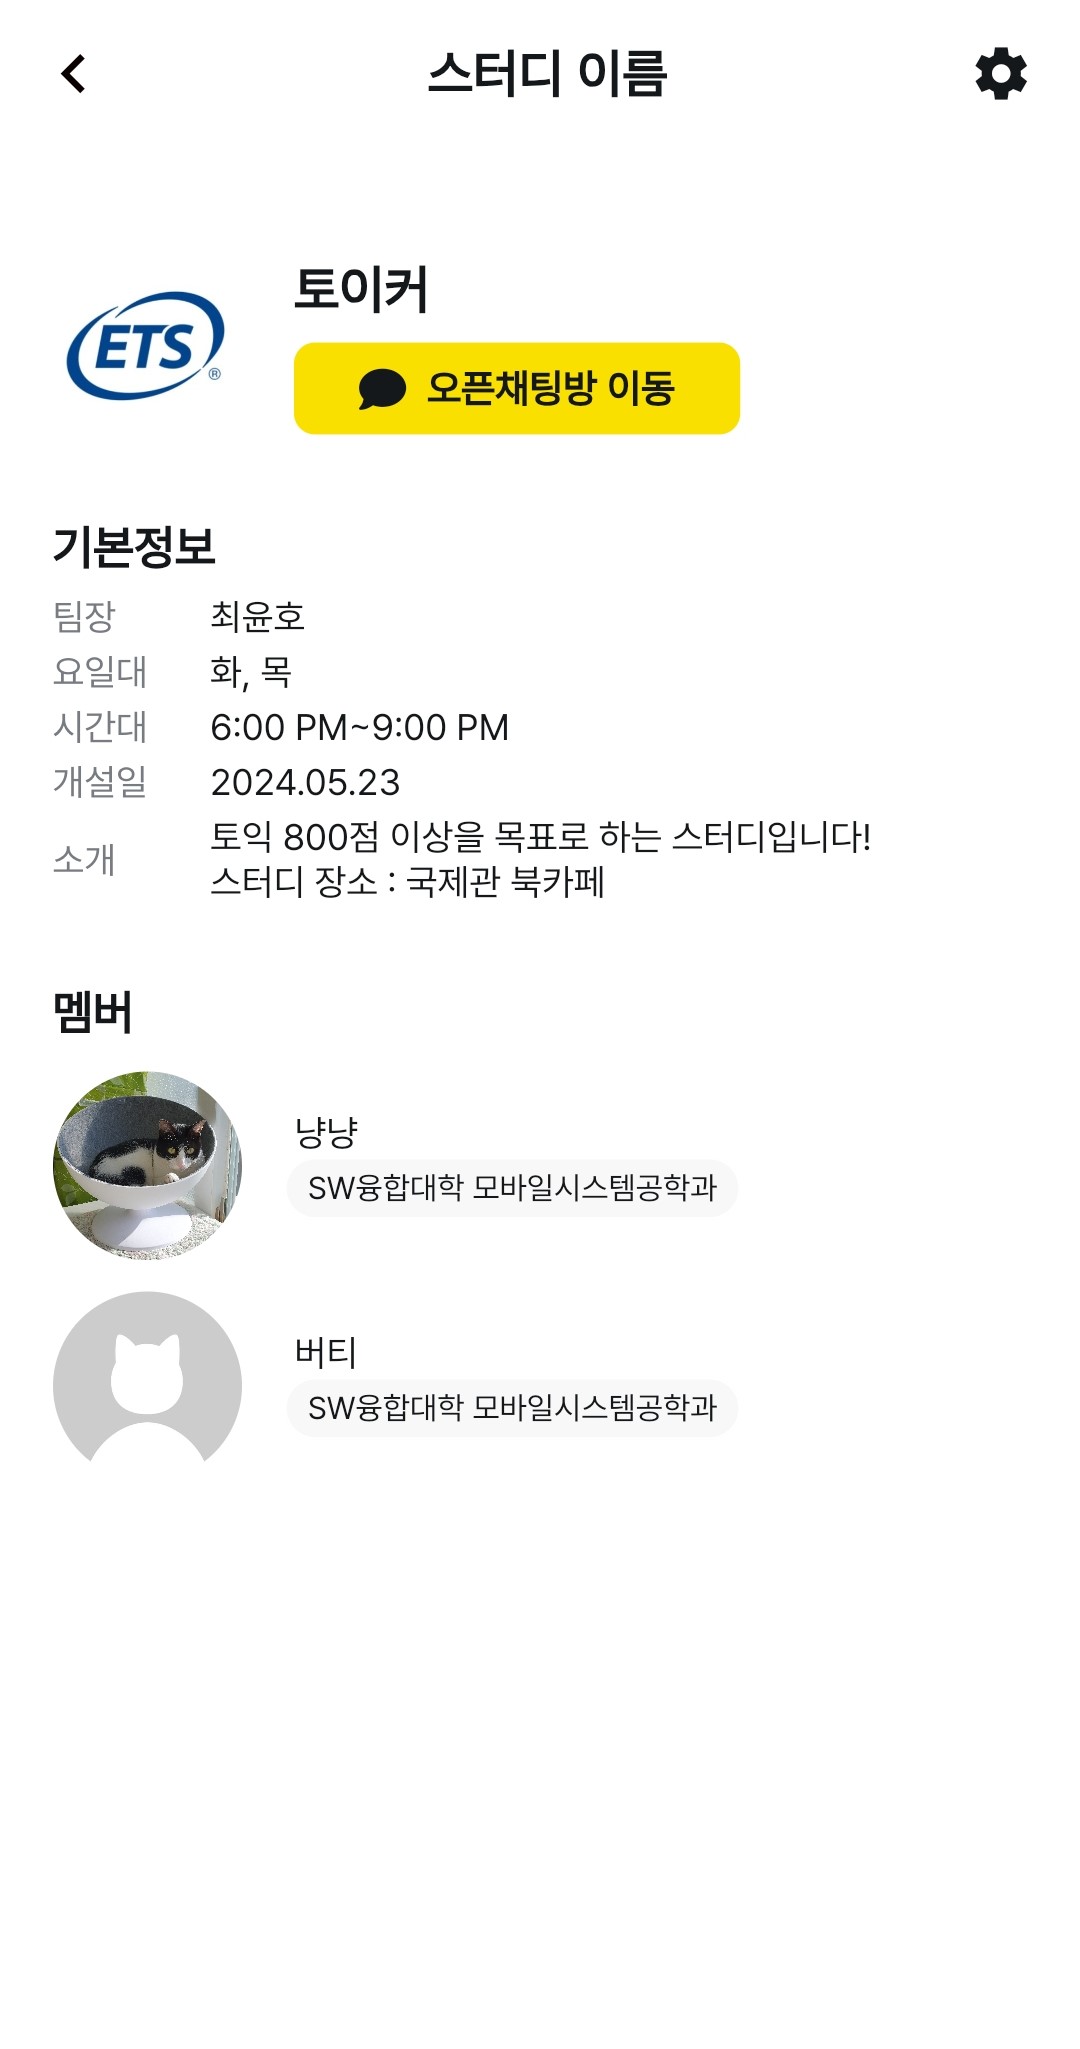 스터디 이름
ETS
®
토이커
오픈채팅방 이동
기본정보
팀장 최윤호
요일대 화, 목
시간대 6:00 PM~9:00 PM
개설일 2024.05.23
소개 토익 800점 이상을 목표로 하는 스터디입니다!
스터디 장소 : 국제관 북카페
멤버
냥냥
SW융합대학 모바일시스템공학과
버티
SW융합대학 모바일시스템공학과